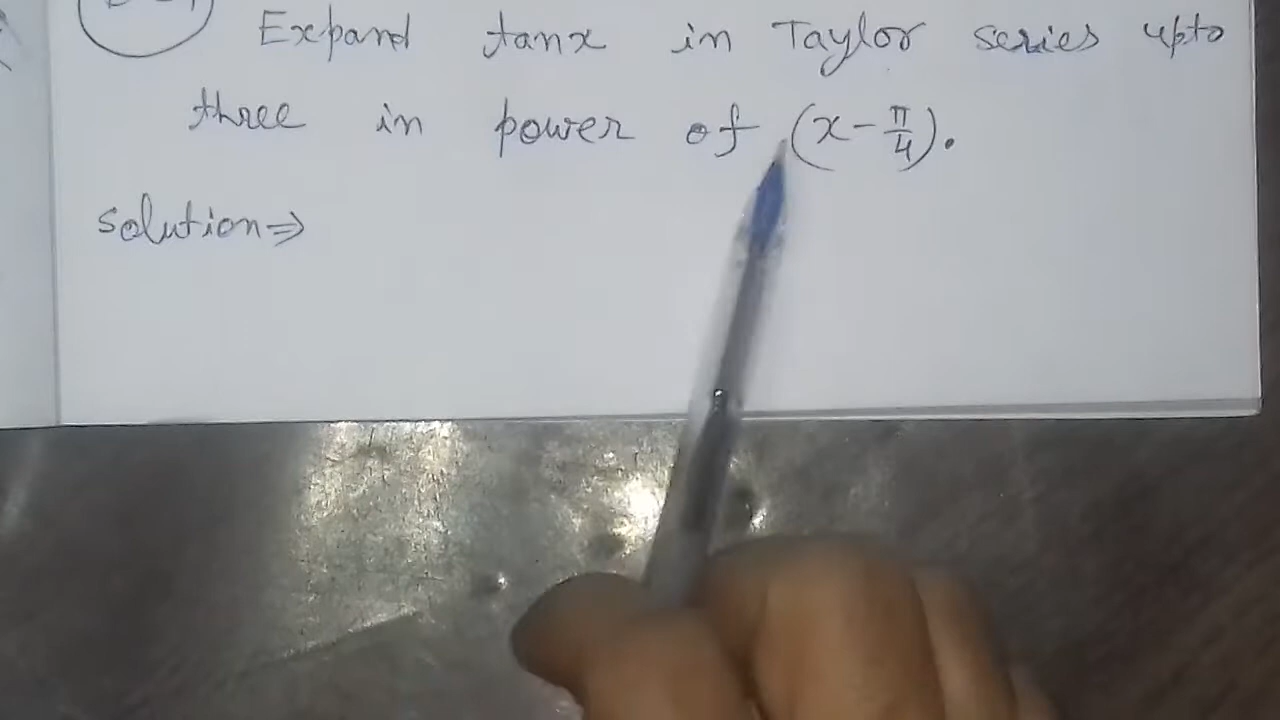 Expand tanx in Taylor series upto
three in power of (x - π/4).
Solution⇒